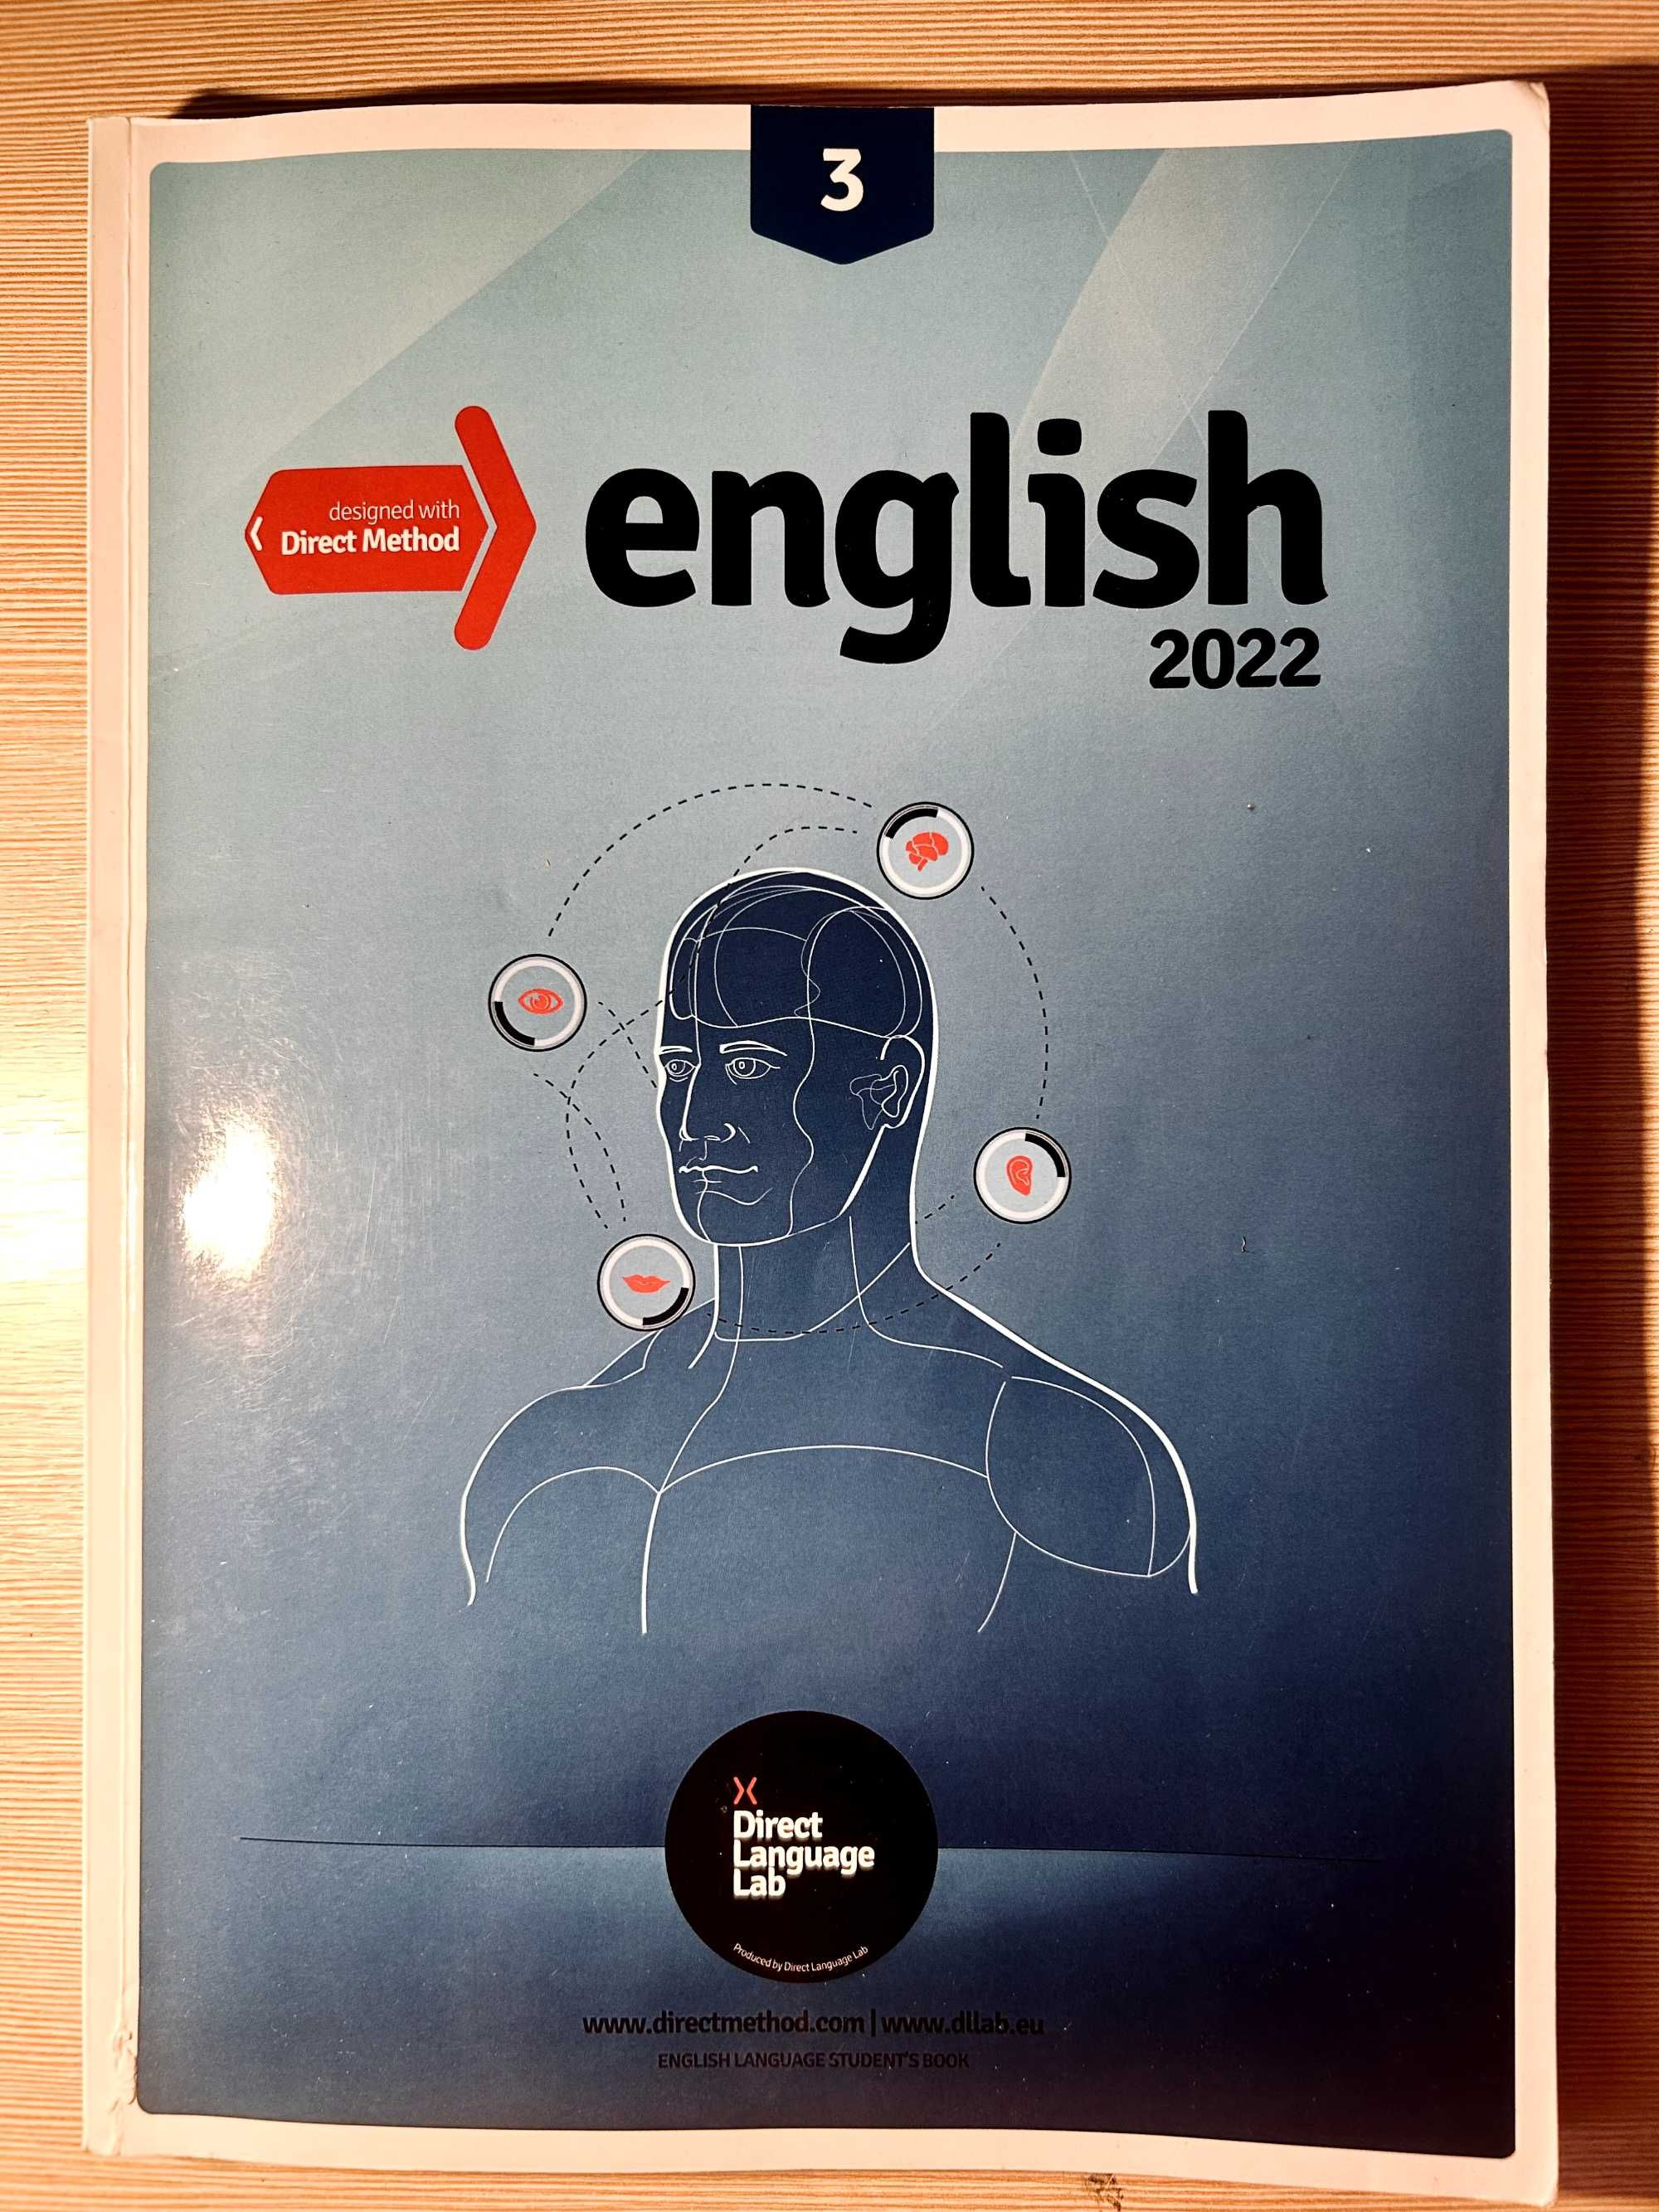 3
designed with
Direct Method
english
2022
Direct
Language
Lab
Produced by Direct Language Lab
www.directmethod.com | www.dllab.eu
ENGLISH LANGUAGE STUDENT'S BOOK